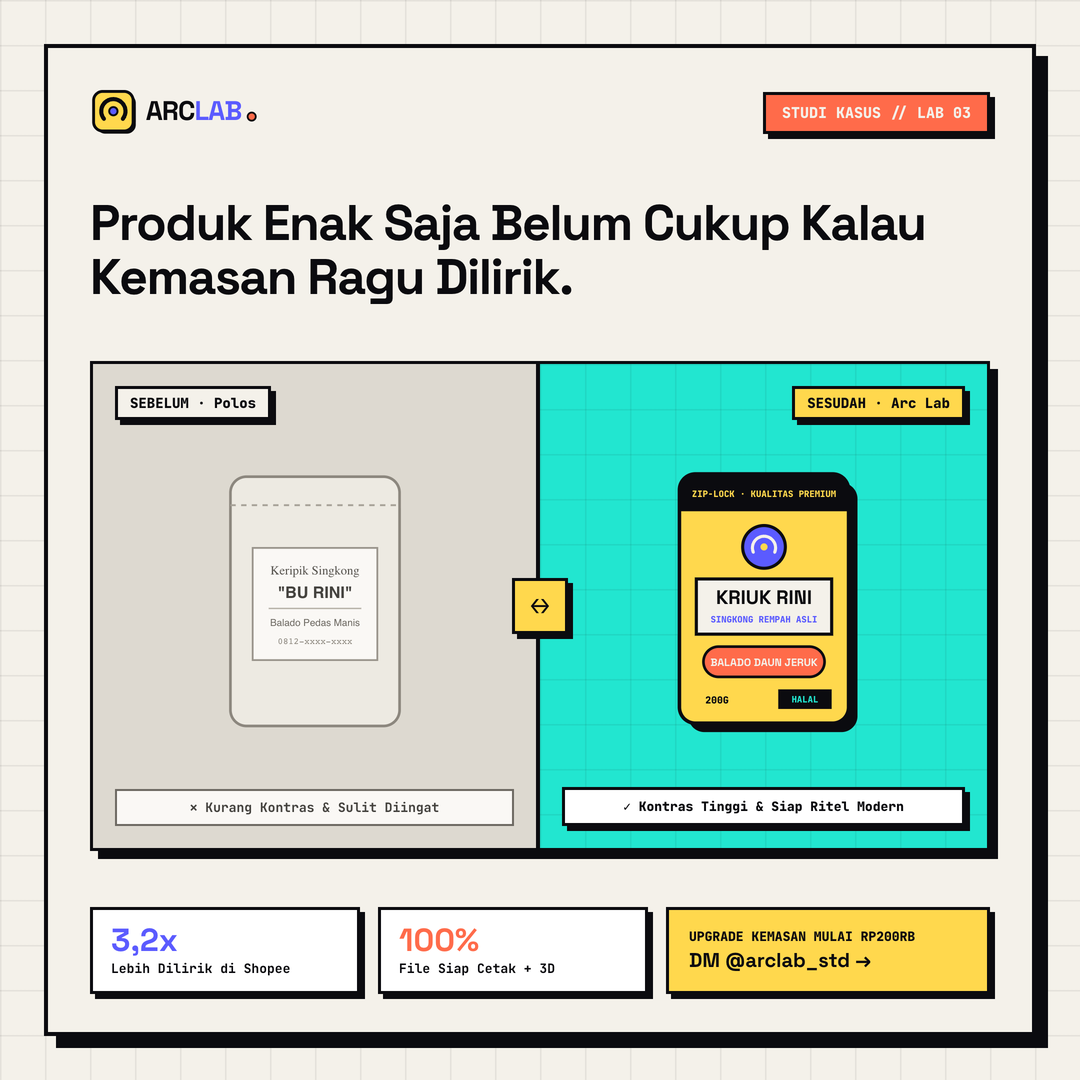 ARCLAB
STUDI KASUS // LAB 03
Produk Enak Saja Belum Cukup Kalau
Kemasan Ragu Dilirik.
SEBELUM · Polos
Keripik Singkong
"BU RINI"
Balado Pedas Manis
0812-xxxx-xxxx
× Kurang Kontras & Sulit Diingat
↔
SESUDAH · Arc Lab
ZIP-LOCK · KUALITAS PREMIUM
KRIUK RINI
SINGKONG REMPAH ASLI
BALADO DAUN JERUK
200G
HALAL
✓ Kontras Tinggi & Siap Ritel Modern
3,2x
Lebih Dilirik di Shopee
100%
File Siap Cetak + 3D
UPGRADE KEMASAN MULAI RP200RB
DM @arclab_std →